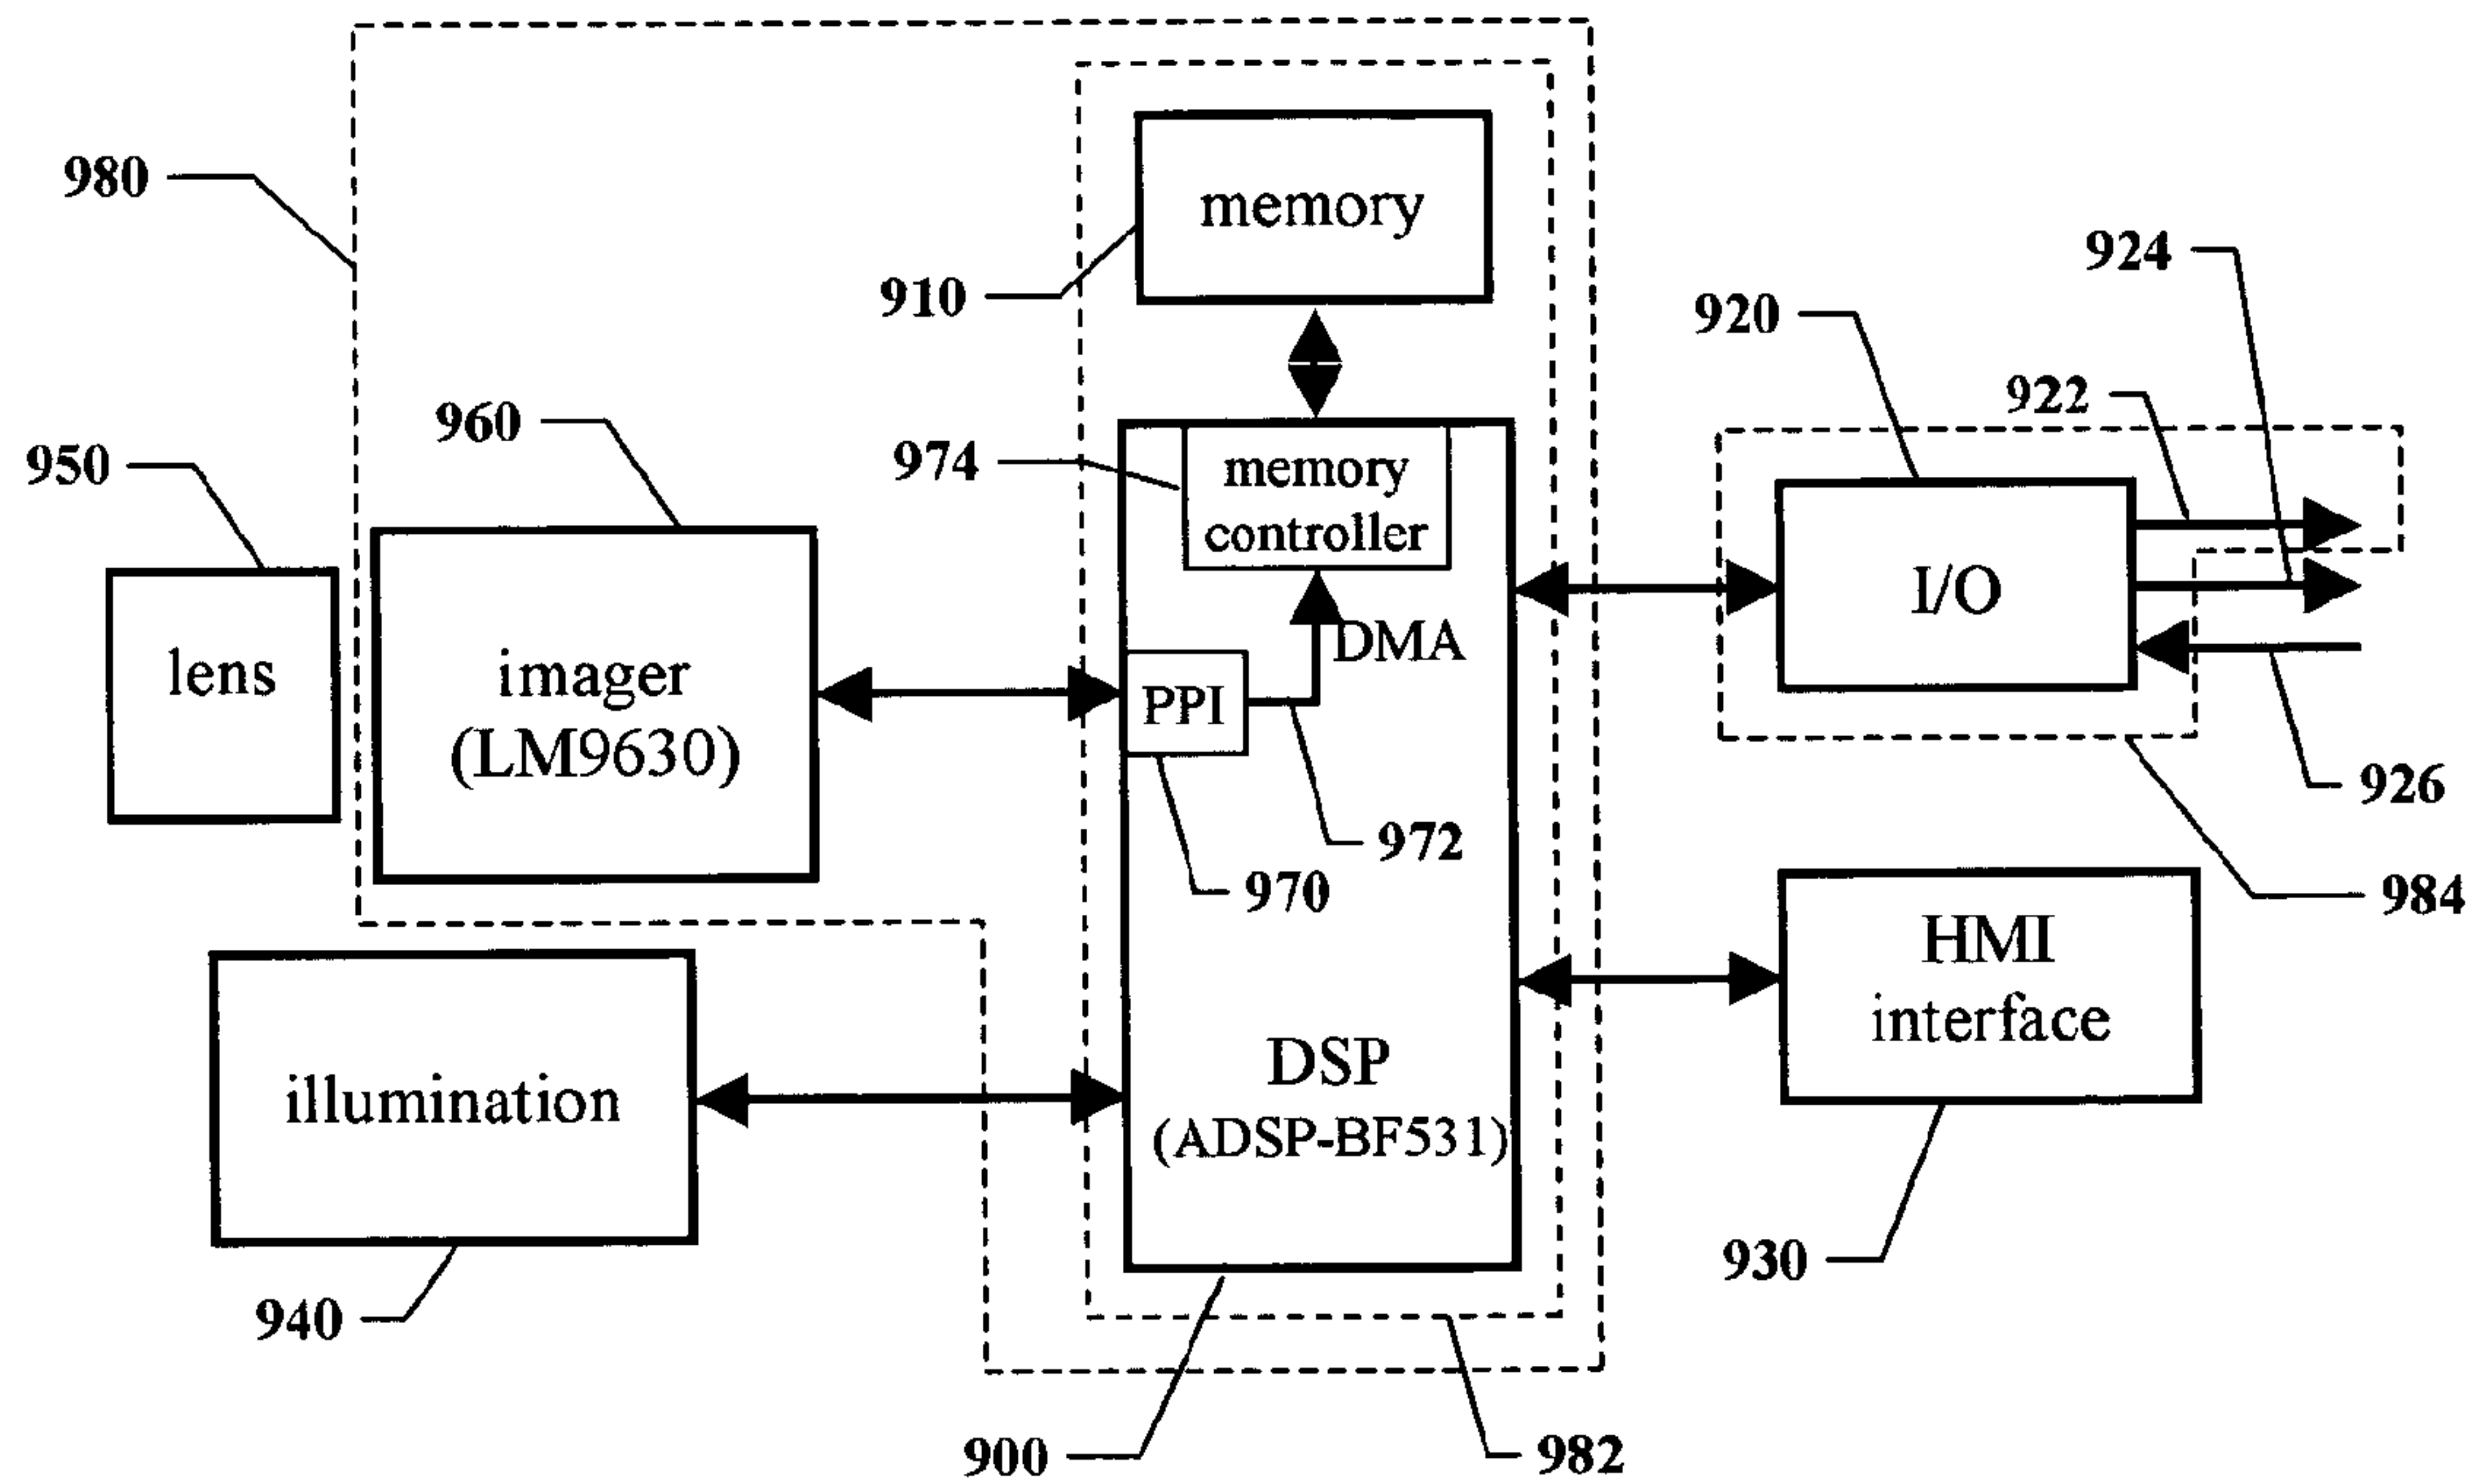 980
memory
910
924
920
922
960
950
974
memory
controller
I/O
DMA
lens
imager
(LM9630)
PPI
926
972
970
984
HMI
interface
illumination
DSP
(ADSP-BF531)
930
940
900
982